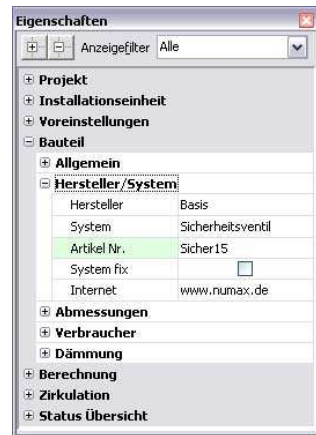 Eigenschaften
Anzeigefilter Alle
Projekt
Installationseinheit
Voreinstellungen
Bauteil
Allgemein
Hersteller/System
Hersteller Basis
System Sicherheitsventil
Artikel Nr. Sicher15
System fix
Internet www.numax.de
Abmessungen
Verbraucher
Dämmung
Berechnung
Zirkulation
Status Übersicht